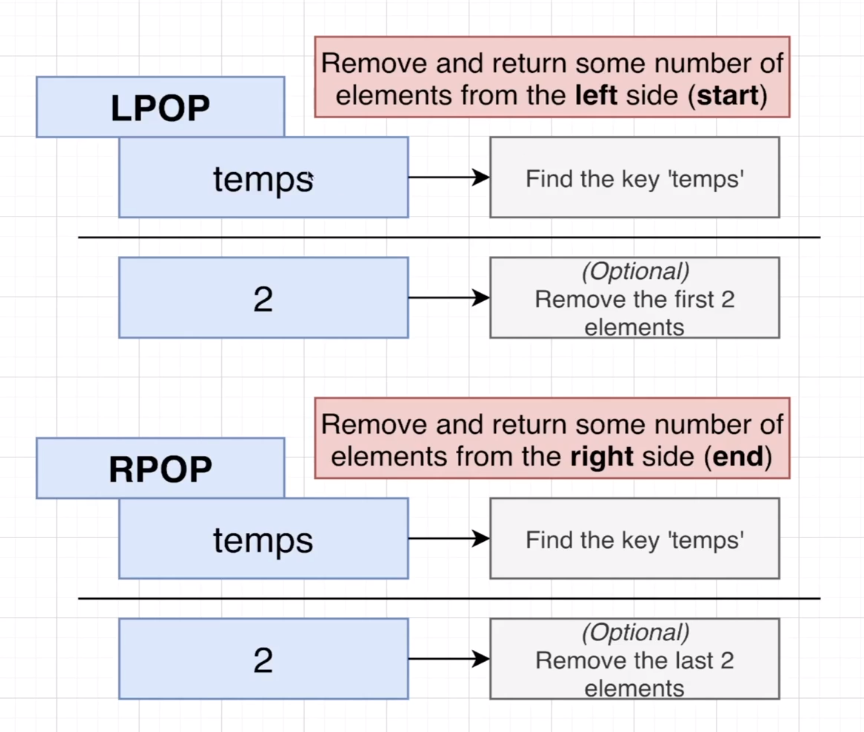 Remove and return some number of
elements from the left side (start)
LPOP
temps
Find the key 'temps'
2
(Optional)
Remove the first 2
elements
Remove and return some number of
elements from the right side (end)
RPOP
temps
Find the key 'temps'
2
(Optional)
Remove the last 2
elements